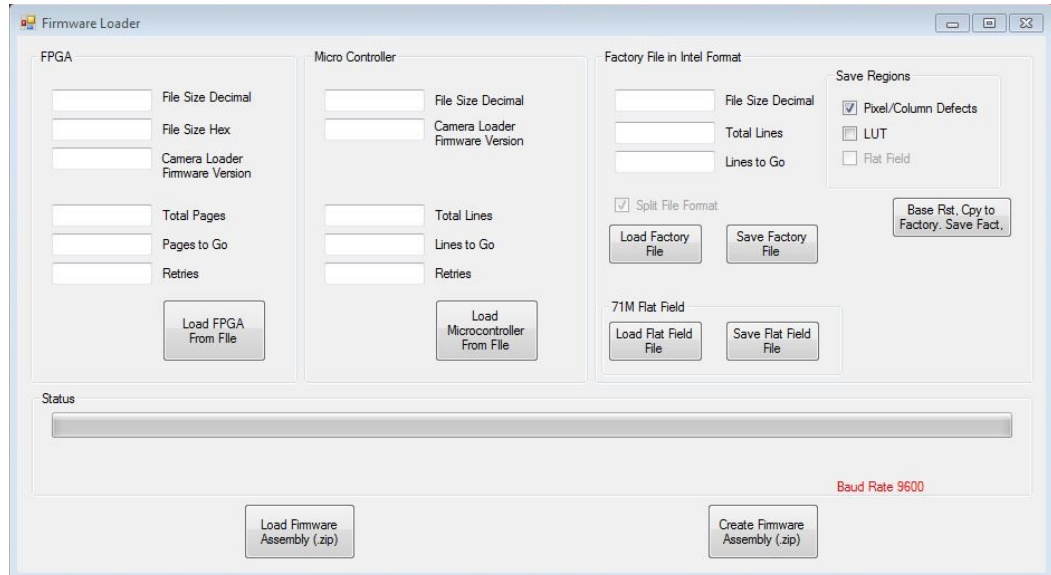 Firmware Loader
FPGA
File Size Decimal
File Size Hex
Camera Loader
Firmware Version
Total Pages
Pages to Go
Retries
Load FPGA
From FIle
Micro Controller
File Size Decimal
Camera Loader
Firmware Version
Total Lines
Lines to Go
Retries
Load
Microcontroller
From FIle
Factory File in Intel Format
File Size Decimal
Total Lines
Lines to Go
Save Regions
Pixel/Column Defects
LUT
Flat Field
Split File Format
Load Factory
File
Save Factory
File
Base Rst, Cpy to
Factory. Save Fact,
71M Flat Field
Load Flat Field
File
Save Flat Field
File
Status
Baud Rate 9600
Load Firmware
Assembly (.zip)
Create Firmware
Assembly (.zip)